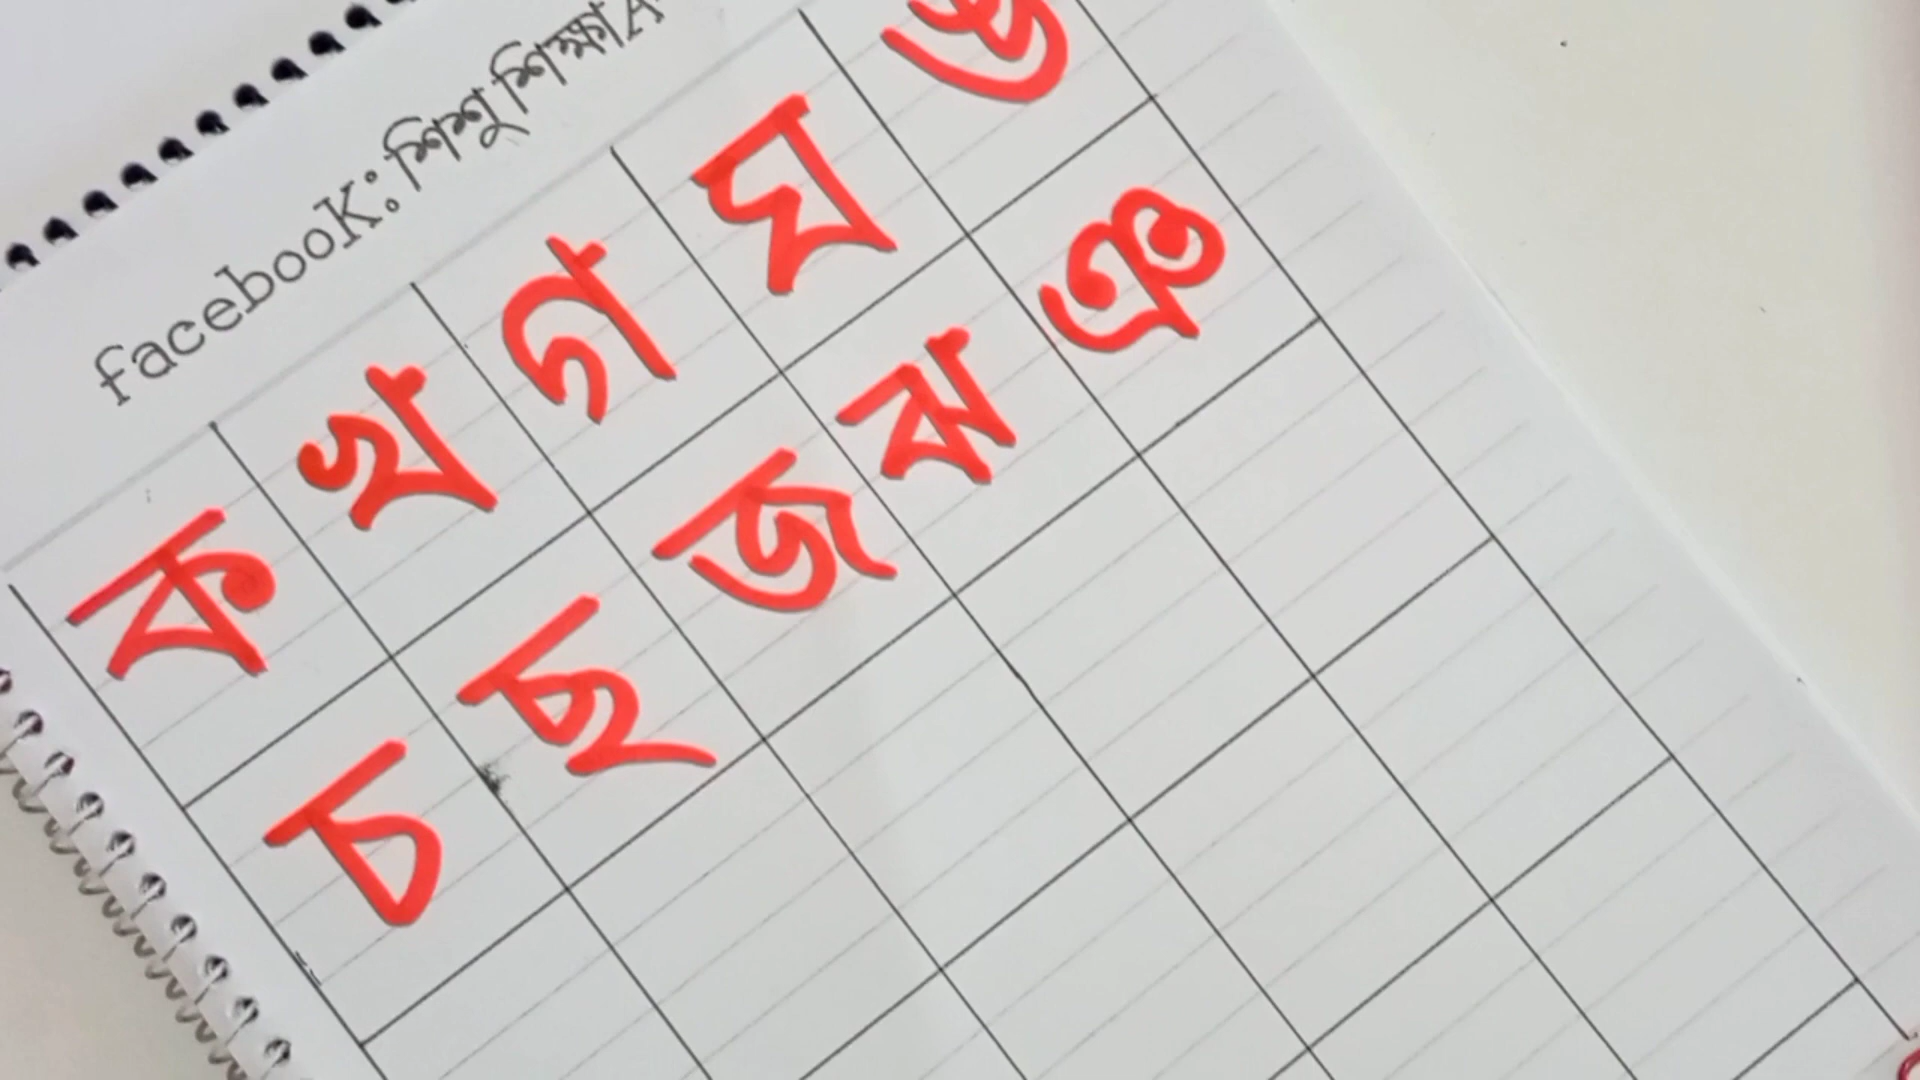 facebooK: শিশু শিক্ষা A
ক খ গ ঘ ঙ
চ ছ জ ঝ ঞ